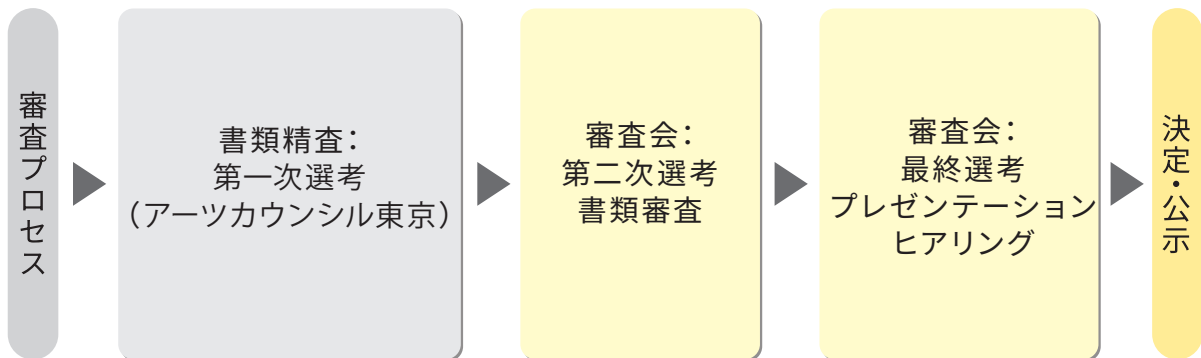 審査プロセス
書類精査：
第一次選考
（アーツカウンシル東京）
審査会：
第二次選考
書類審査
審査会：
最終選考
プレゼンテーション
ヒアリング
決定・公示